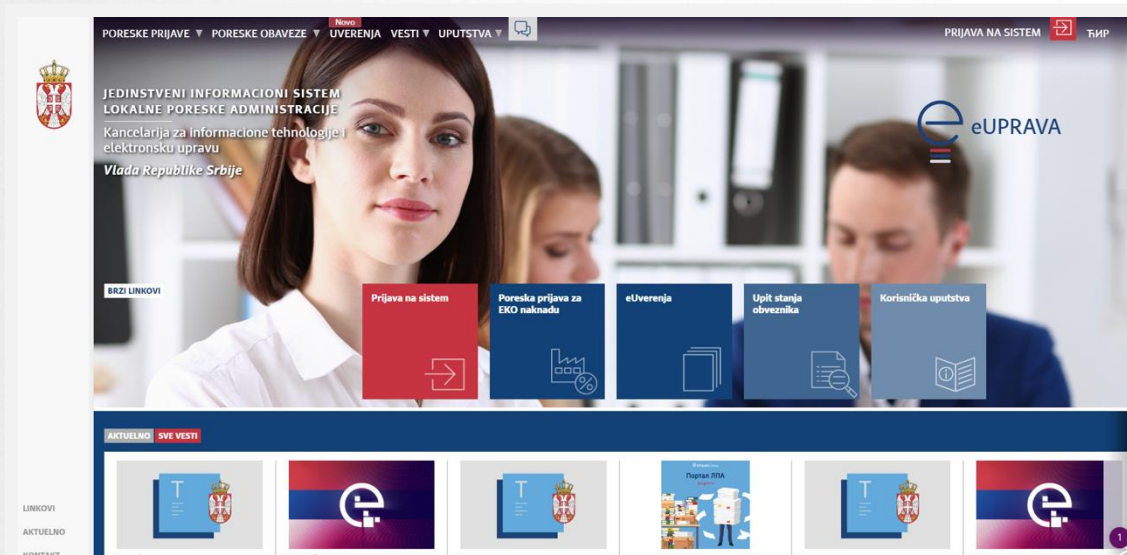 Novo
PORESKE PRIJAVE ▼ PORESKE OBAVEZE ▼ UVERENJA VESTI ▼ UPUTSTVA ▼
PRIJAVA NA SISTEM ЋИР
JEDINSTVENI INFORMACIONI SISTEM
LOKALNE PORESKE ADMINISTRACIJE
Kancelarija za informacione tehnologije i
elektronsku upravu
Vlada Republike Srbije
eUPRAVA
BRZI LINKOVI
Prijava na sistem
Poreska prijava za
EKO naknadu
eUverenja
Upit stanja
obveznika
Korisnička uputstva
AKTUELNO SVE VESTI
T
T
Портал ЛПА
T
LINKOVI
AKTUELNO
KONTAKT
1